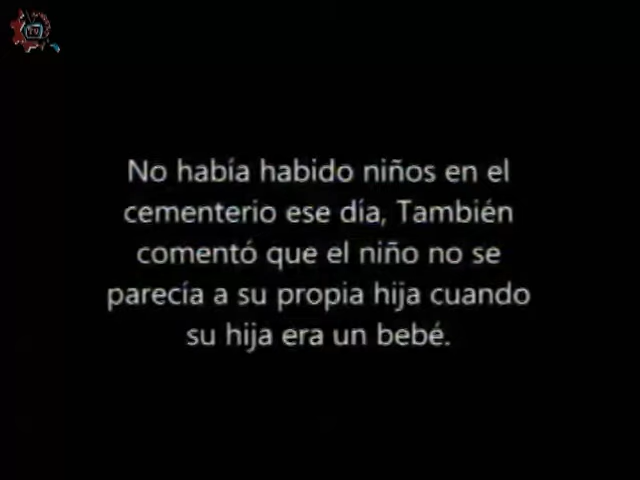 TV
No había habido niños en el
cementerio ese día, También
comentó que el niño no se
parecía a su propia hija cuando
su hija era un bebé.